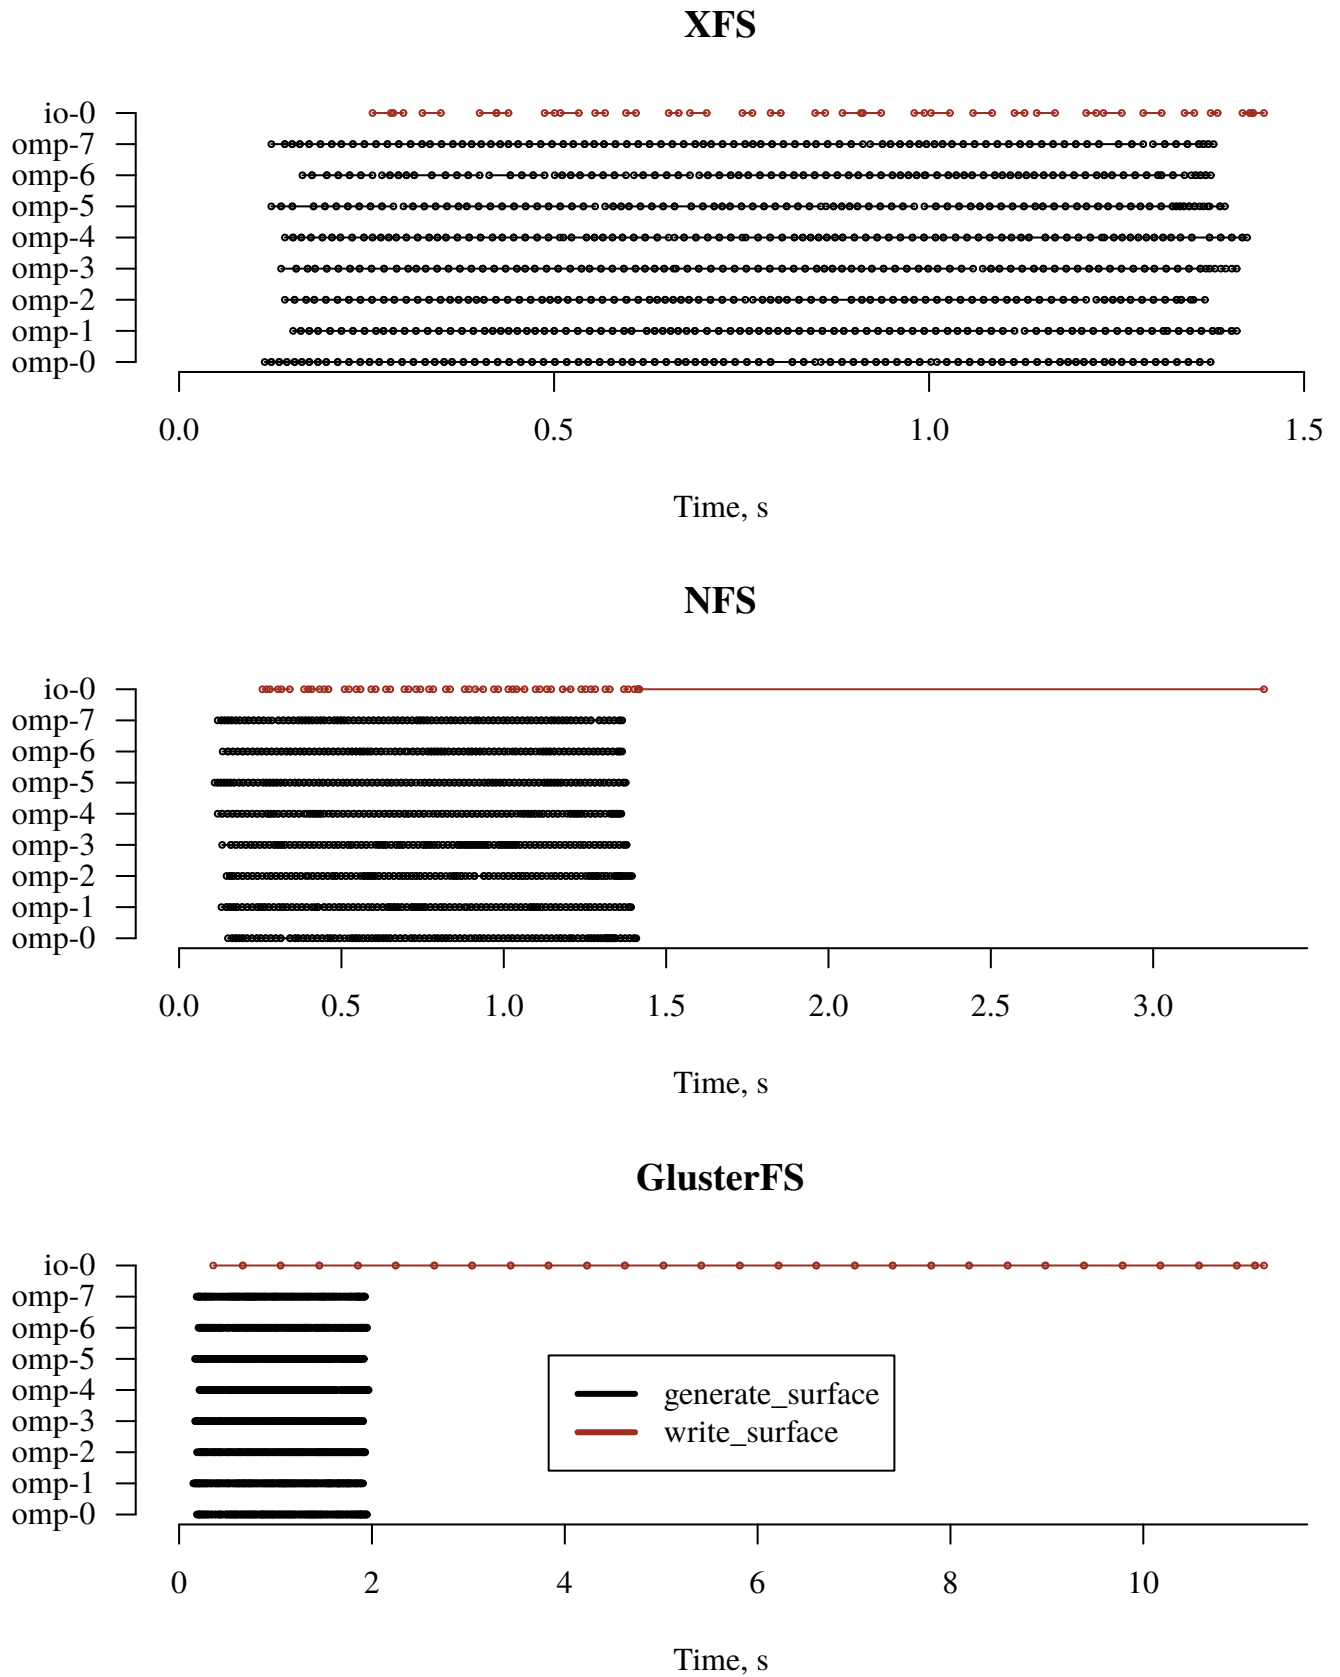 XFS
io-0
omp-7
omp-6
omp-5
omp-4
omp-3
omp-2
omp-1
omp-0
0.0 0.5 1.0 1.5
Time, s
NFS
io-0
omp-7
omp-6
omp-5
omp-4
omp-3
omp-2
omp-1
omp-0
0.0 0.5 1.0 1.5 2.0 2.5 3.0
Time, s
GlusterFS
io-0
omp-7
omp-6
omp-5
omp-4
omp-3
omp-2
omp-1
omp-0
generate_surface
write_surface
0 2 4 6 8 10
Time, s